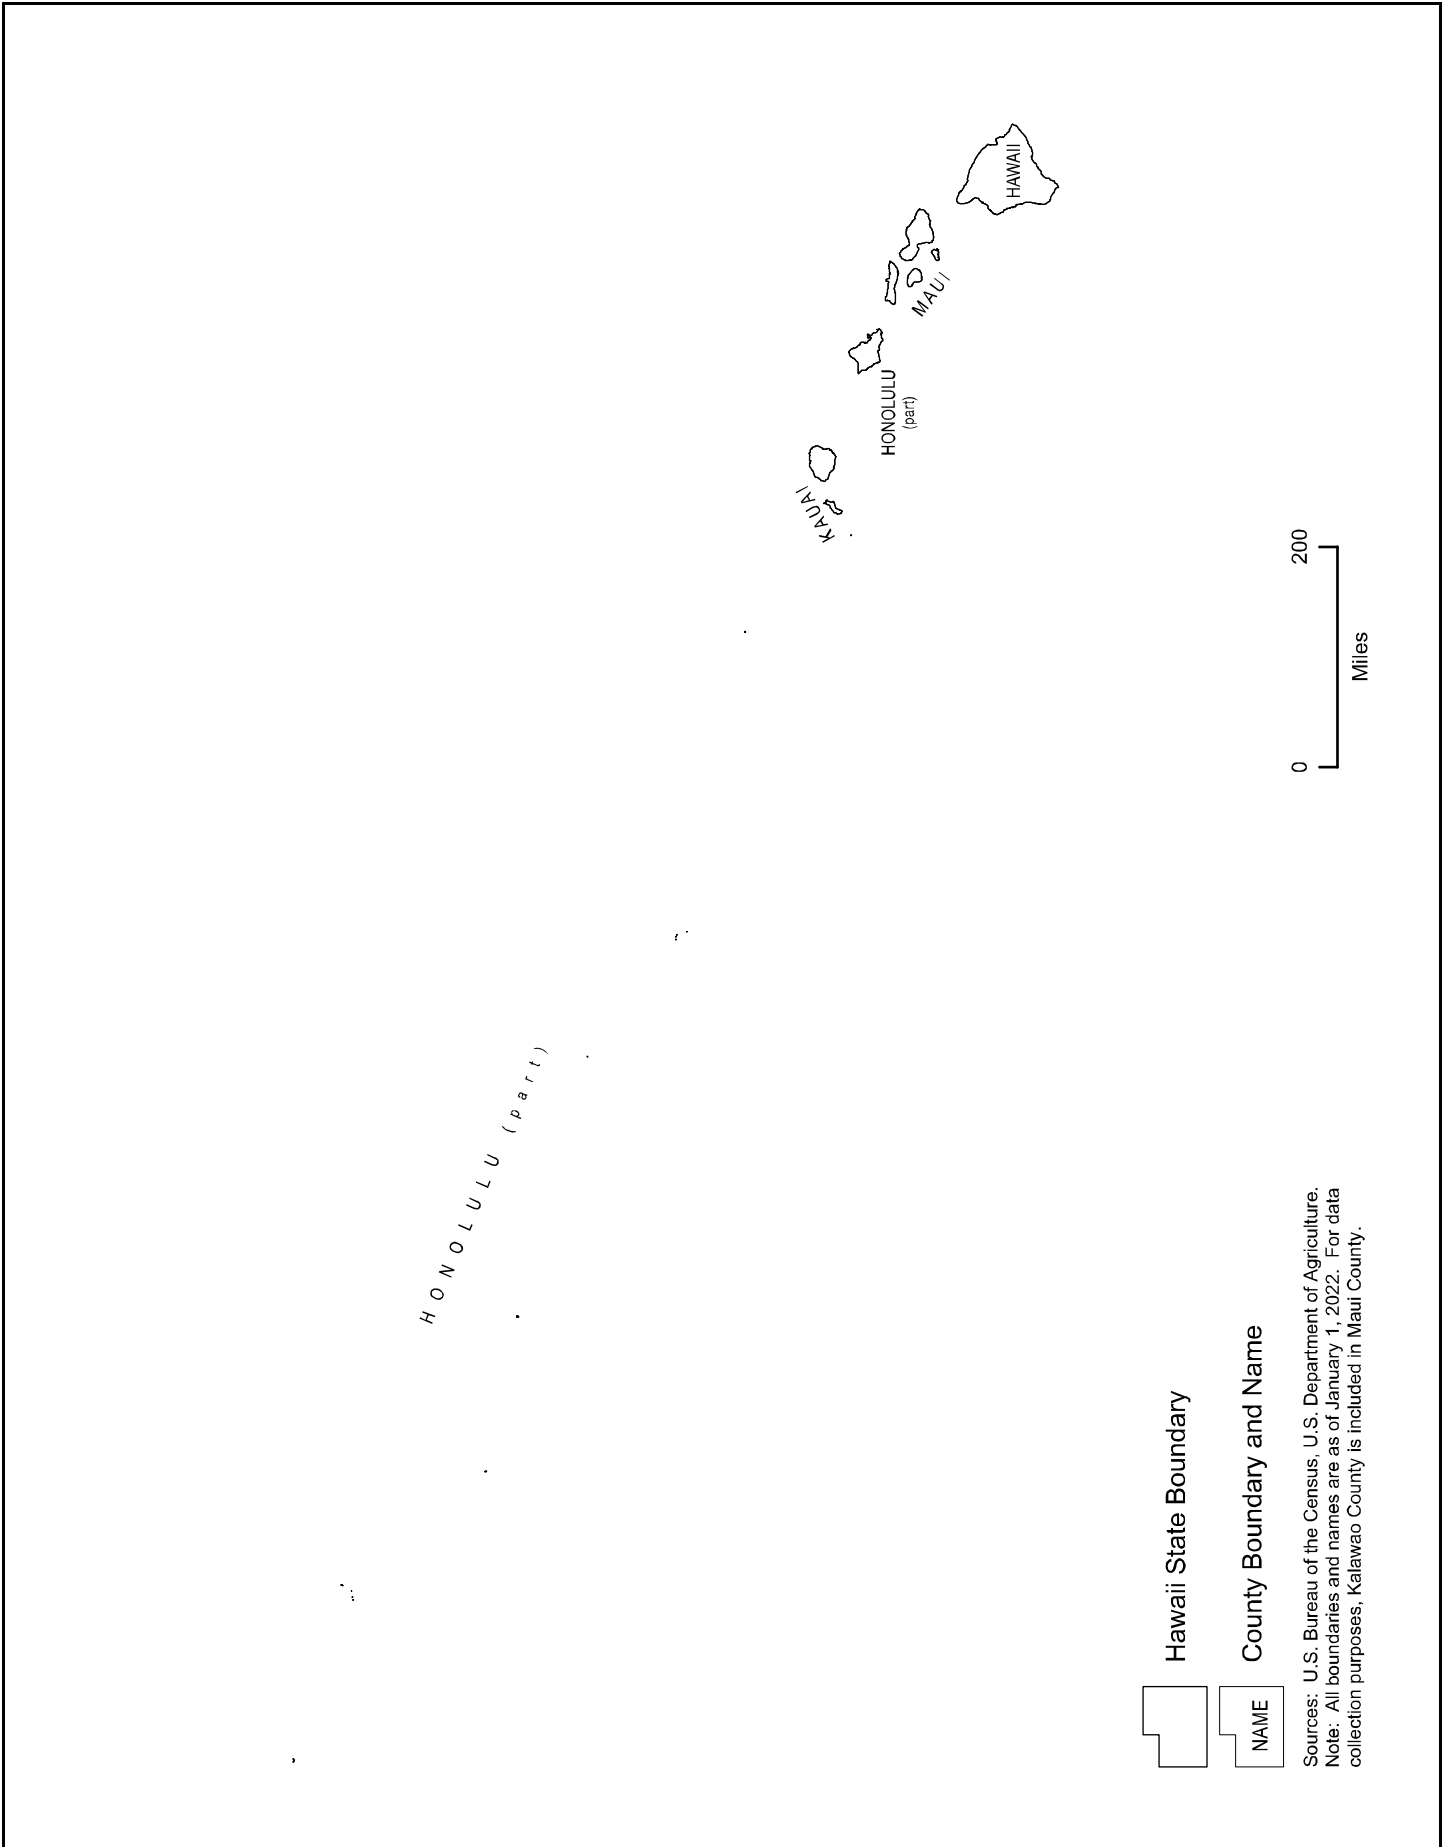 HONOLULU (part)
KAUAI
HONOLULU
(part)
MAUI
HAWAII
Hawaii State Boundary
NAME
County Boundary and Name
0
200
Miles
Sources: U.S. Bureau of the Census, U.S. Department of Agriculture.
Note: All boundaries and names are as of January 1, 2022. For data
collection purposes, Kalawao County is included in Maui County.